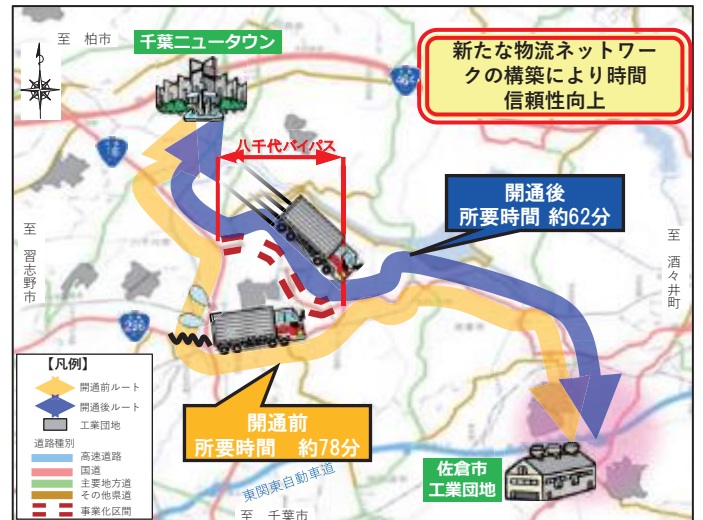 至 柏市
千葉ニュータウン
新たな物流ネットワー
クの構築により時間
信頼性向上
464
16
八千代バイパス
開通後
所要時間 約62分
至 習志野市
至 酒々井町
296
【凡例】
開通前ルート
開通後ルート
工業団地
道路種別
高速道路
国道
主要地方道
その他県道
事業化区間
開通前
所要時間 約78分
佐倉市
工業団地
東関東自動車道
至 千葉市